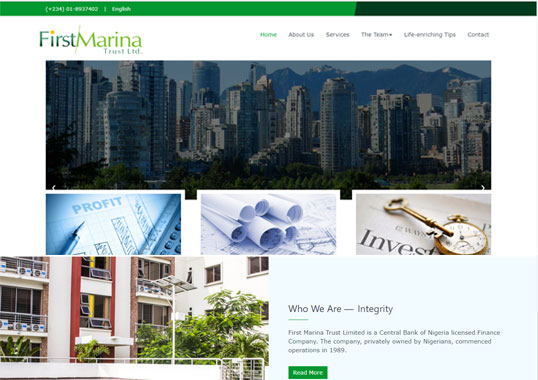 (+234) 01-8937402 | English
FirstMarina
Trust Ltd.
Home About Us Services The Team Life-enriching Tips Contact
PROFIT
Invest
Who We Are — Integrity
First Marina Trust Limited is a Central Bank of Nigeria licensed Finance
Company. The company, privately owned by Nigerians, commenced
operations in 1989.
Read More